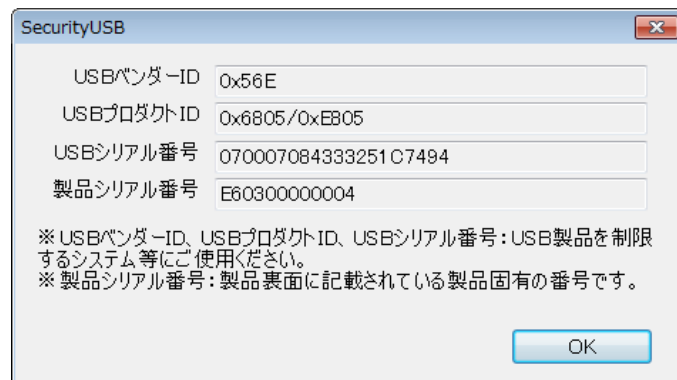 SecurityUSB
USBベンダーID 0x56E
USBプロダクトID 0x6805/0xE805
USBシリアル番号 070007084333251C7494
製品シリアル番号 E60300000004
※USBベンダーID、USBプロダクトID、USBシリアル番号:USB製品を制限
するシステム等にご使用ください。
※製品シリアル番号:製品裏面に記載されている製品固有の番号です。
OK